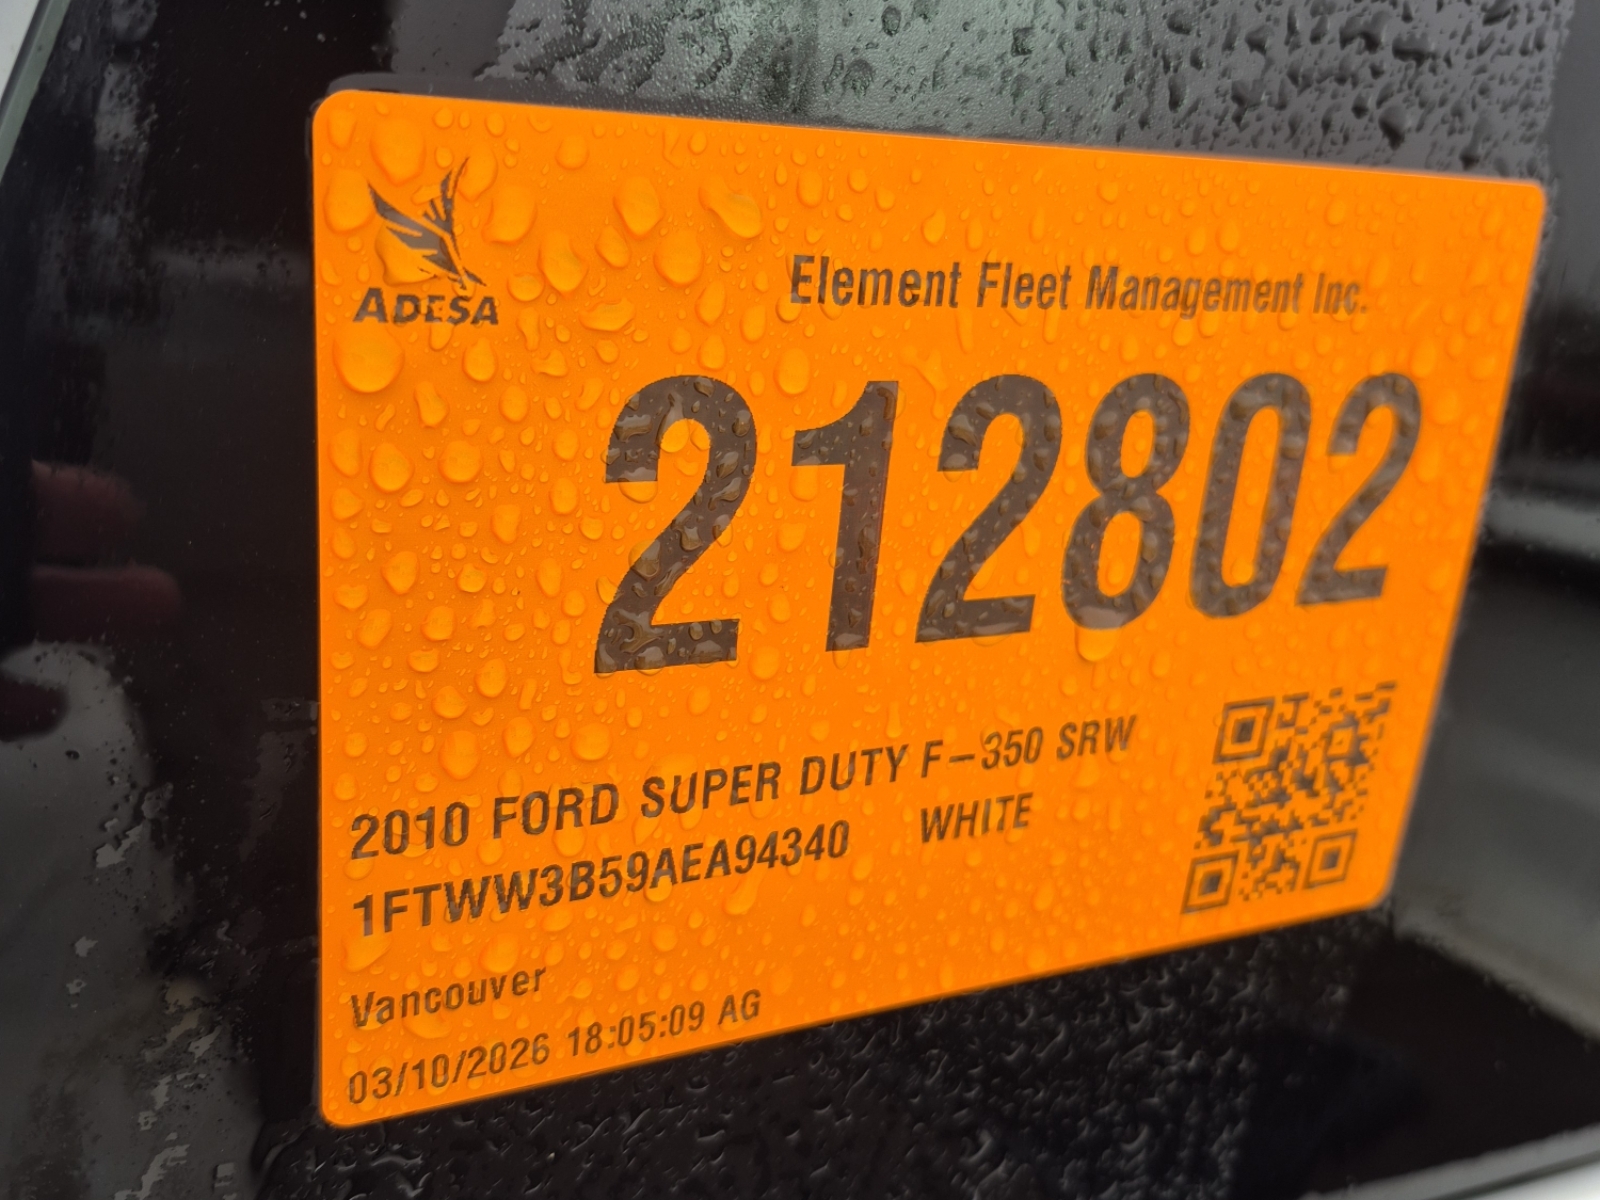 ADESA
Element Fleet Management Inc.
212802
2010 FORD SUPER DUTY F-350 SRW
1FTWW3B59AEA94340 WHITE
Vancouver
03/10/2026 18:05:09 AG